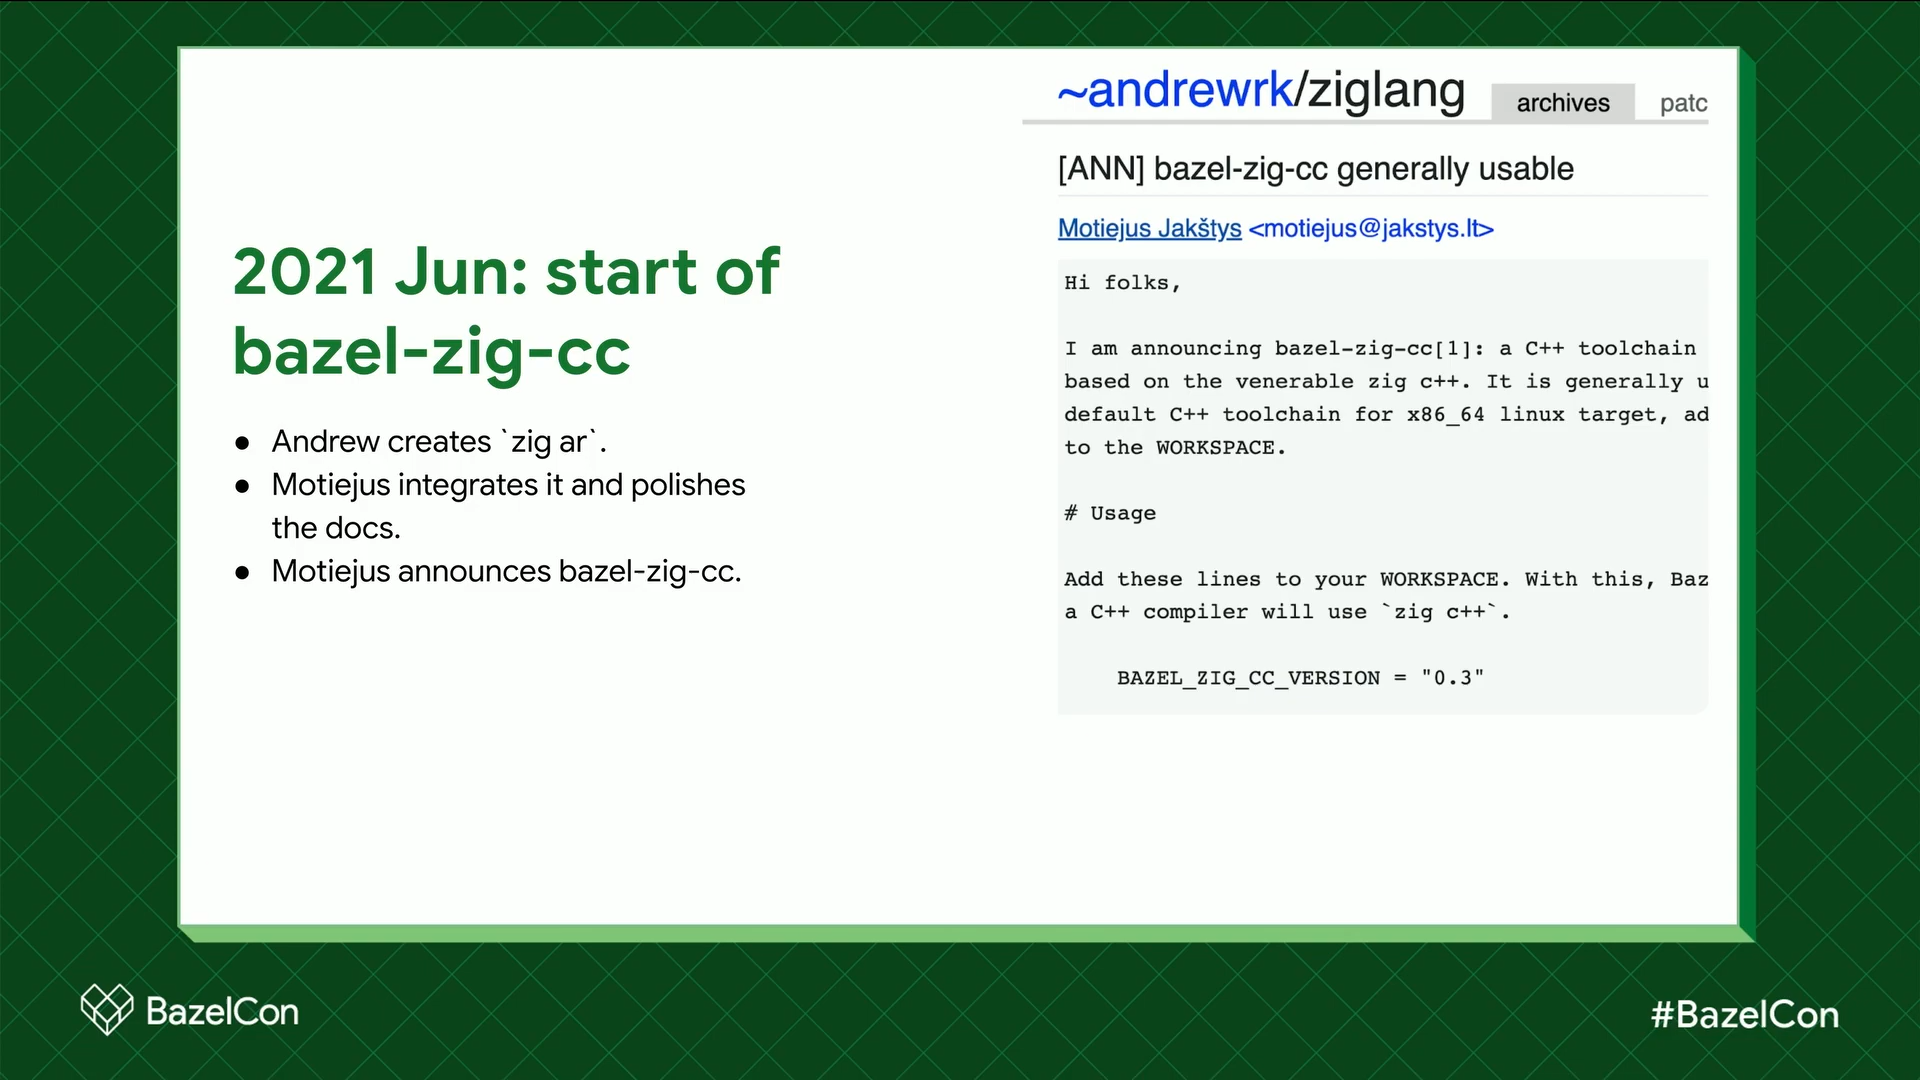 2021 Jun: start of
bazel-zig-cc
● Andrew creates `zig ar`.
● Motiejus integrates it and polishes
the docs.
● Motiejus announces bazel-zig-cc.
~andrewrk/ziglang archives patc
[ANN] bazel-zig-cc generally usable
Motiejus Jakštys <motiejus@jakstys.lt>
Hi folks,
I am announcing bazel-zig-cc[1]: a C++ toolchain
based on the venerable zig c++. It is generally u
default C++ toolchain for x86_64 linux target, ad
to the WORKSPACE.
# Usage
Add these lines to your WORKSPACE. With this, Baz
a C++ compiler will use `zig c++`.
BAZEL_ZIG_CC_VERSION = "0.3"
BazelCon
#BazelCon